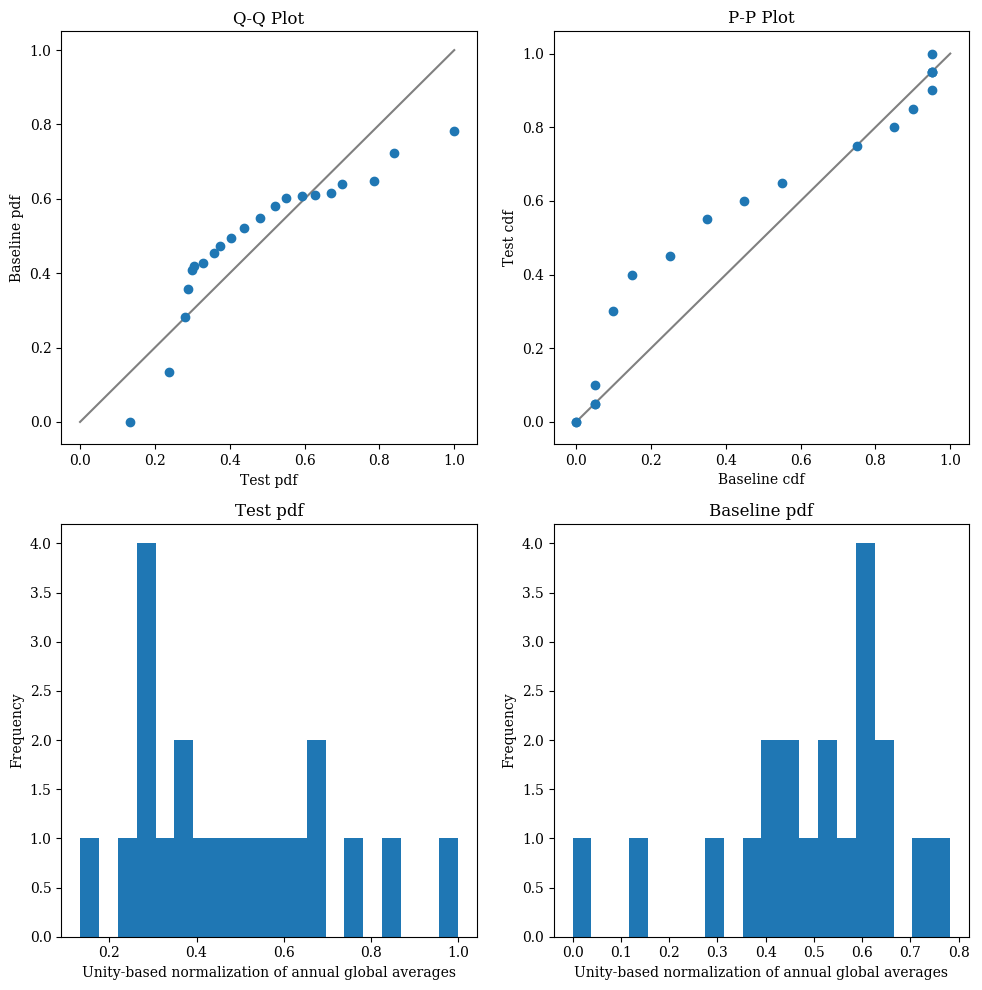 Q-Q Plot
1.0
0.8
0.6
0.4
0.2
0.0
Baseline pdf
0.0 0.2 0.4 0.6 0.8 1.0
Test pdf
P-P Plot
1.0
0.8
0.6
0.4
0.2
0.0
Test cdf
0.0 0.2 0.4 0.6 0.8 1.0
Baseline cdf
Test pdf
4.0
3.5
3.0
2.5
2.0
1.5
1.0
0.5
0.0
Frequency
0.2 0.4 0.6 0.8 1.0
Unity-based normalization of annual global averages
Baseline pdf
4.0
3.5
3.0
2.5
2.0
1.5
1.0
0.5
0.0
Frequency
0.0 0.1 0.2 0.3 0.4 0.5 0.6 0.7 0.8
Unity-based normalization of annual global averages